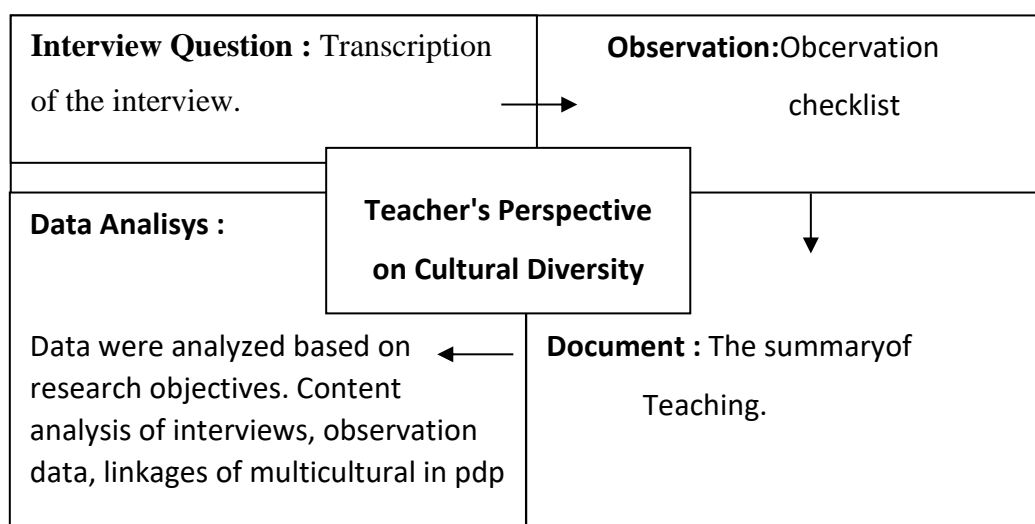 Interview Question : Transcription
of the interview.
Observation:Obcervation
checklist
Teacher's Perspective
on Cultural Diversity
Data Analisys :
Data were analyzed based on
research objectives. Content
analysis of interviews, observation
data, linkages of multicultural in pdp
Document : The summaryof
Teaching.